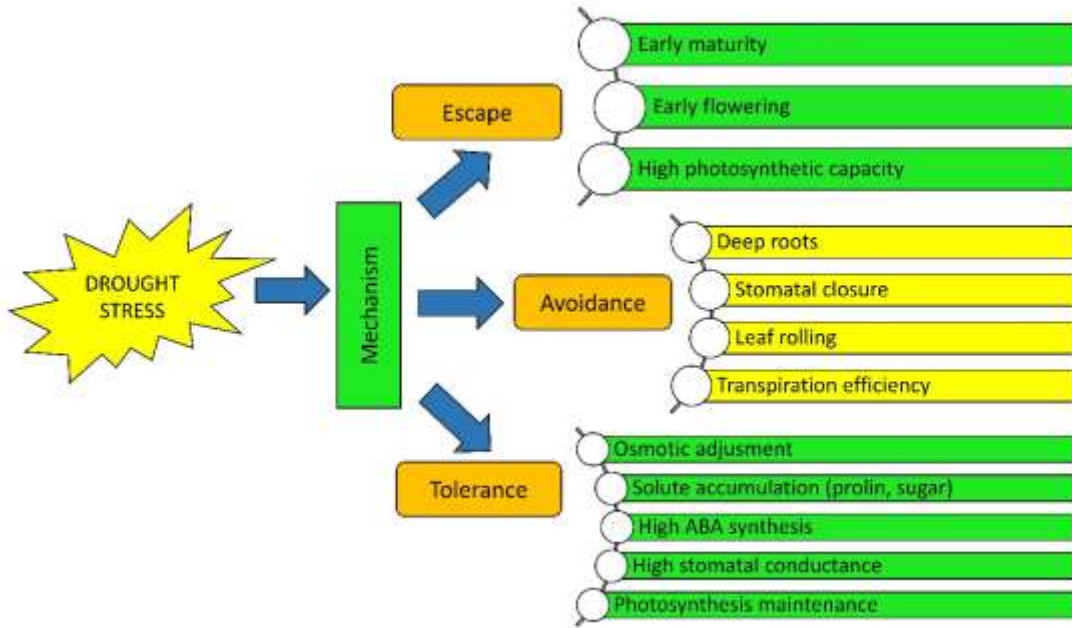 DROUGHT
STRESS
Mechanism
Escape
Early maturity
Early flowering
High photosynthetic capacity
Avoidance
Deep roots
Stomatal closure
Leaf rolling
Transpiration efficiency
Tolerance
Osmotic adjusment
Solute accumulation (prolin, sugar)
High ABA synthesis
High stomatal conductance
Photosynthesis maintenance